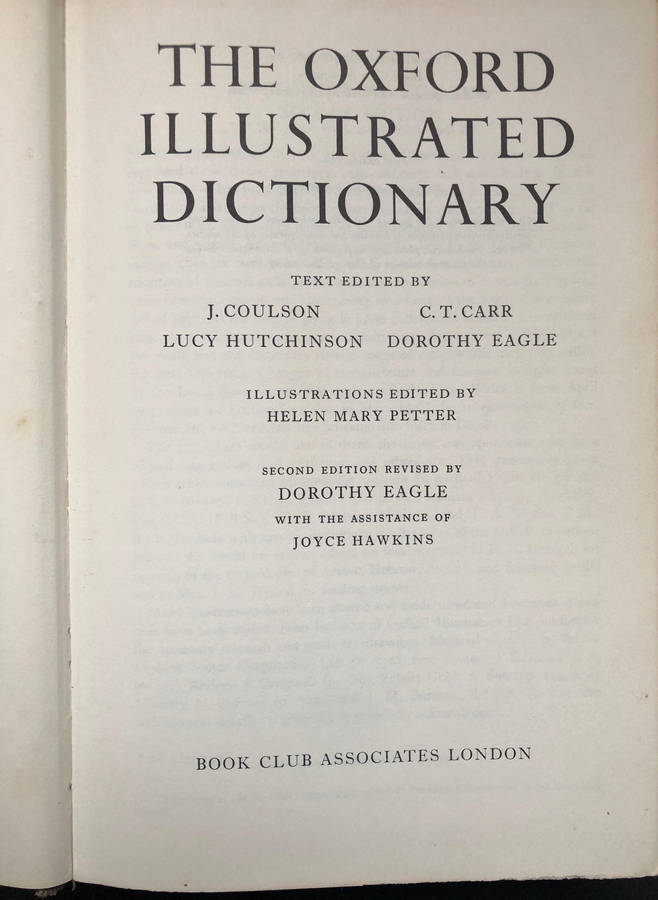 THE OXFORD
ILLUSTRATED
DICTIONARY
TEXT EDITED BY
J. COULSON C. T. CARR
LUCY HUTCHINSON DOROTHY EAGLE
ILLUSTRATIONS EDITED BY
HELEN MARY PETTER
SECOND EDITION REVISED BY
DOROTHY EAGLE
WITH THE ASSISTANCE OF
JOYCE HAWKINS
BOOK CLUB ASSOCIATES LONDON